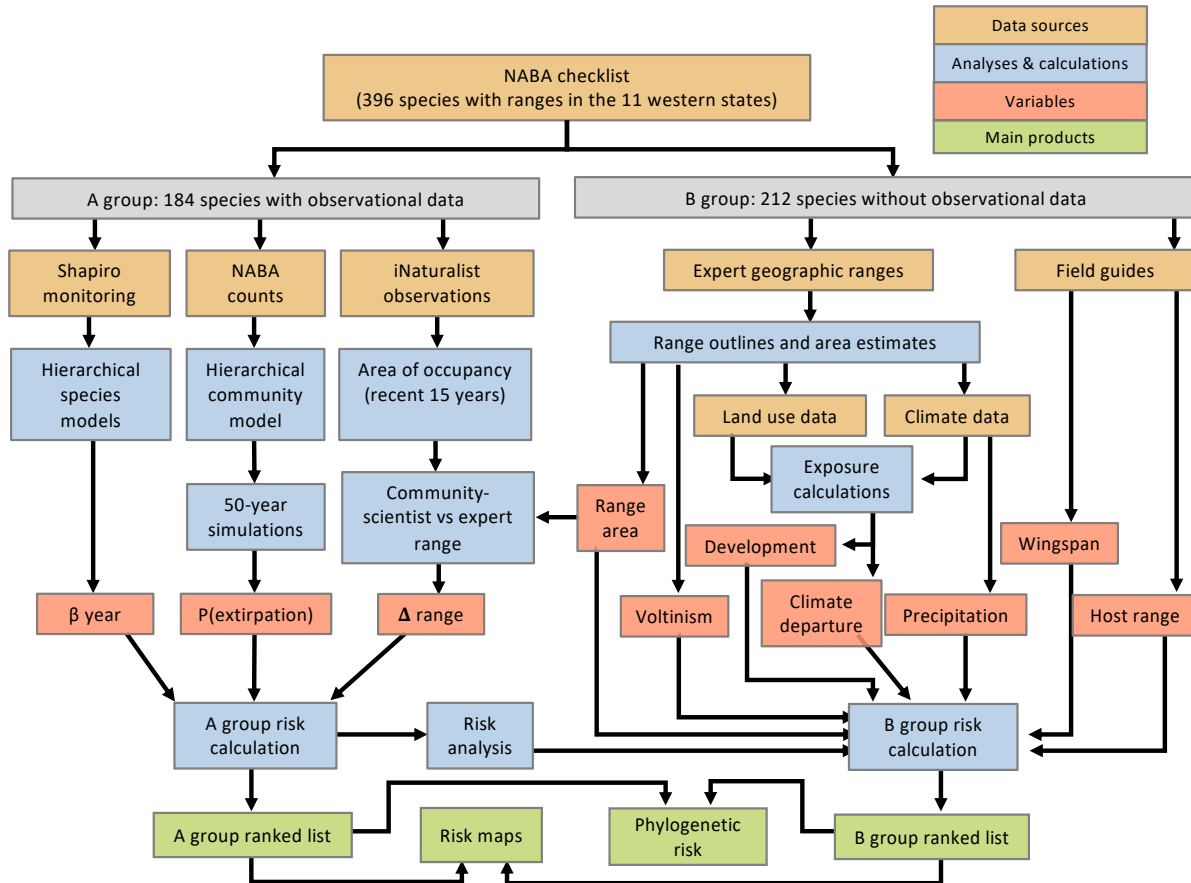 Data sources
Analyses & calculations
Variables
Main products
NABA checklist
(396 species with ranges in the 11 western states)
A group: 184 species with observational data
B group: 212 species without observational data
Shapiro
monitoring
NABA
counts
iNaturalist
observations
Expert geographic ranges
Field guides
Hierarchical
species
models
Hierarchical
community
model
Area of occupancy
(recent 15 years)
Range outlines and area estimates
Land use data
Climate data
50-year
simulations
Community-
scientist vs expert
range
Range
area
Exposure
calculations
Development
Wingspan
β year
P(extirpation)
Δ range
Voltinism
Climate
departure
Precipitation
Host range
A group risk
calculation
Risk
analysis
B group risk
calculation
A group ranked list
Risk maps
Phylogenetic
risk
B group ranked list